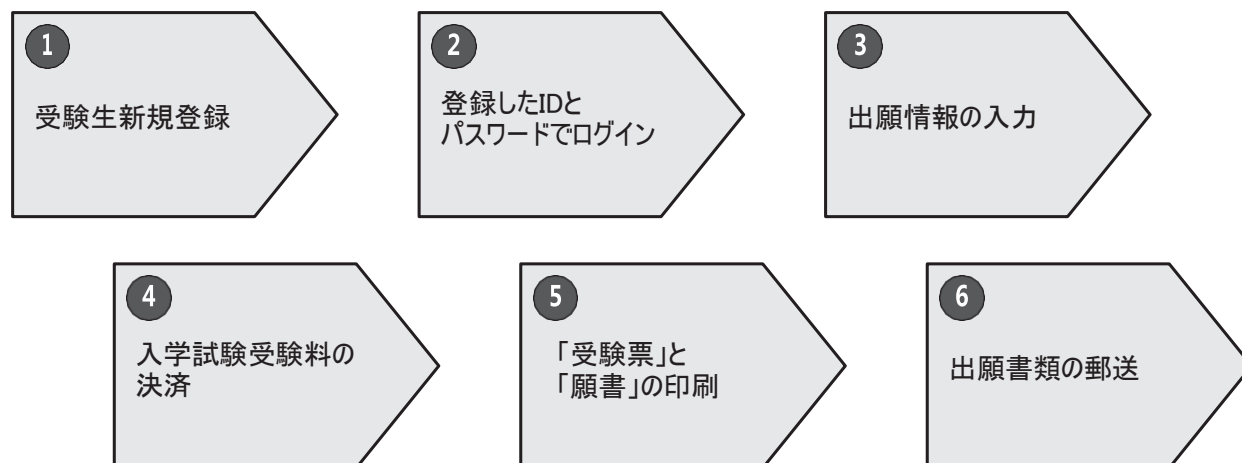 1
受験生新規登録
2
登録したIDと
パスワードでログイン
3
出願情報の入力
4
入学試験受験料の
決済
5
「受験票」と
「願書」の印刷
6
出願書類の郵送